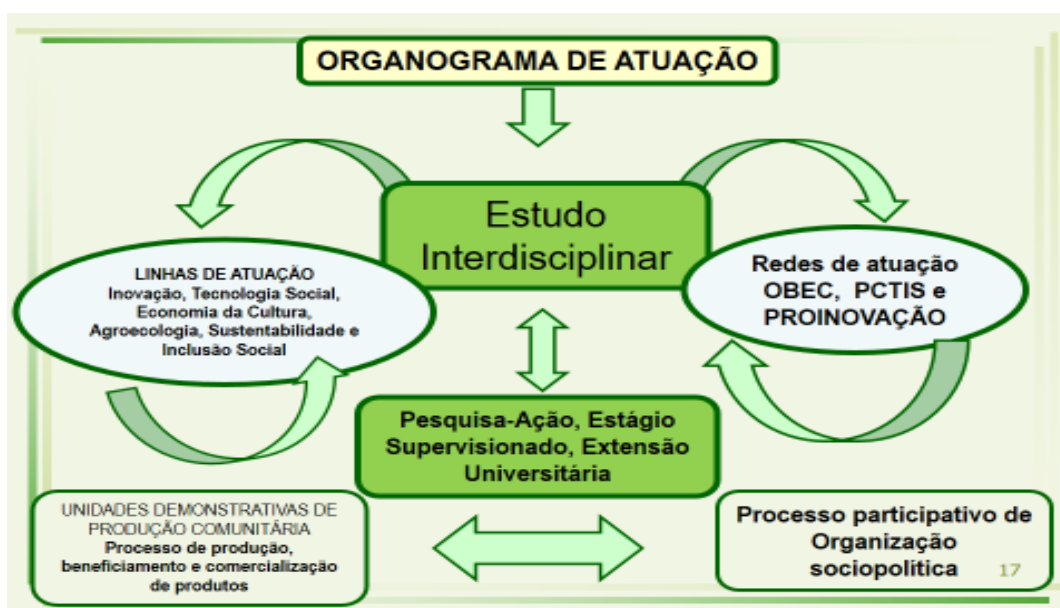 ORGANOGRAMA DE ATUAÇÃO
Estudo
Interdisciplinar
LINHAS DE ATUAÇÃO
Inovação, Tecnologia Social,
Economia da Cultura,
Agroecologia, Sustentabilidade e
Inclusão Social
Redes de atuação
OBEC, PCTIS e
PROINOVAÇÃO
Pesquisa-Ação, Estágio
Supervisionado, Extensão
Universitária
UNIDADES DEMONSTRATIVAS DE
PRODUÇÃO COMUNITÁRIA
Processo de produção,
beneficiamento e comercialização
de produtos
Processo participativo de
Organização
sociopolitica
17